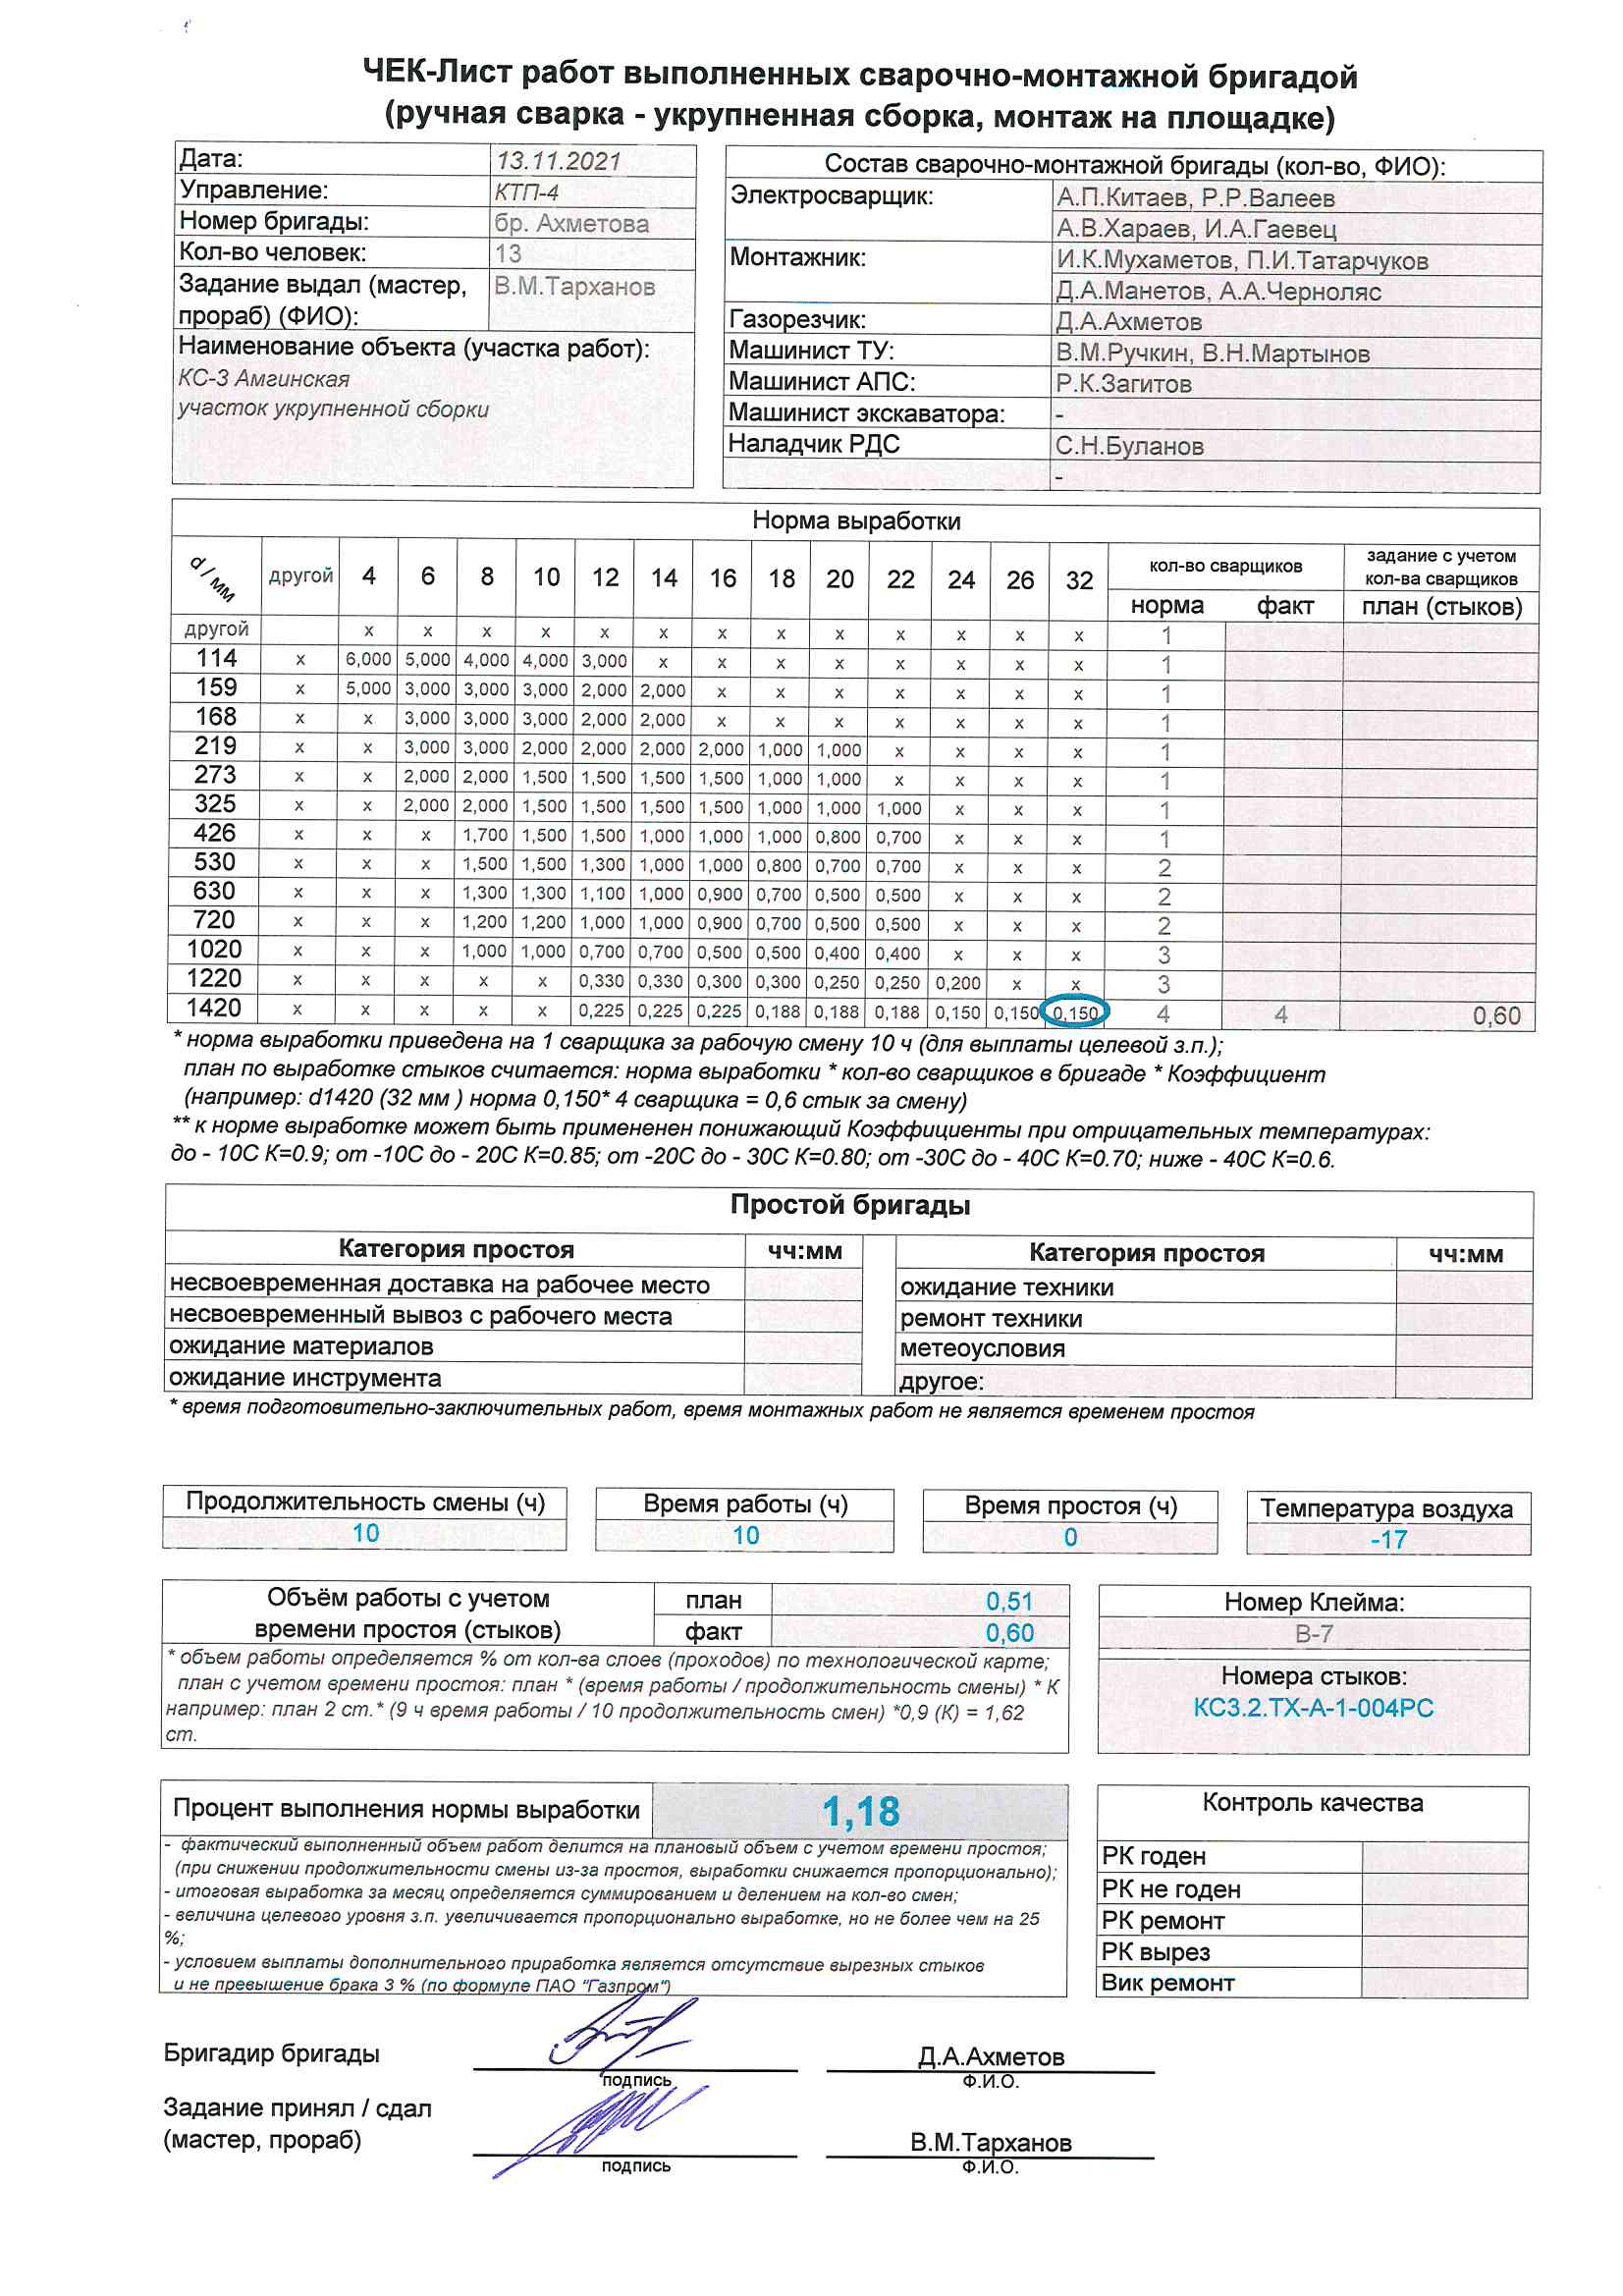 ЧЕК-Лист работ выполненных сварочно-монтажной бригадой
(ручная сварка - укрупненная сборка, монтаж на площадке)
Дата: 13.11.2021
Управление: КТП-4
Номер бригады: бр. Ахметова
Кол-во человек: 13
Задание выдал (мастер, В.М.Тарханов
прораб) (ФИО):
Наименование объекта (участка работ):
КС-3 Амгинская
участок укрупненной сборки
Состав сварочно-монтажной бригады (кол-во, ФИО):
Электросварщик: А.П.Китаев, Р.Р.Валеев
А.В.Хараев, И.А.Гаевец
Монтажник: И.К.Мухаметов, П.И.Татарчуков
Д.А.Манетов, А.А.Черноляс
Газорезчик: Д.А.Ахметов
Машинист ТУ: В.М.Ручкин, В.Н.Мартынов
Машинист АПС: Р.К.Загитов
Машинист экскаватора: -
Наладчик РДС С.Н.Буланов
-
Норма выработки
d / мм другой 4 6 8 10 12 14 16 18 20 22 24 26 32 кол-во сварщиков задание с учетом
кол-ва сварщиков
норма факт план (стыков)
другой x x x x x x x x x x x x x 1
114 x 6,000 5,000 4,000 4,000 3,000 x x x x x x x x 1
159 x 5,000 3,000 3,000 3,000 2,000 2,000 x x x x x x x 1
168 x x 3,000 3,000 3,000 2,000 2,000 x x x x x x x 1
219 x x 3,000 3,000 2,000 2,000 2,000 2,000 1,000 1,000 x x x x 1
273 x x 2,000 2,000 1,500 1,500 1,500 1,500 1,000 1,000 x x x x 1
325 x x 2,000 2,000 1,500 1,500 1,500 1,500 1,000 1,000 1,000 x x x 1
426 x x x 1,700 1,500 1,500 1,000 1,000 1,000 0,800 0,700 x x x 1
530 x x x 1,500 1,500 1,300 1,000 1,000 0,800 0,700 0,700 x x x 2
630 x x x 1,300 1,300 1,100 1,000 0,900 0,700 0,500 0,500 x x x 2
720 x x x 1,200 1,200 1,000 1,000 0,900 0,700 0,500 0,500 x x x 2
1020 x x x 1,000 1,000 0,700 0,700 0,500 0,500 0,400 0,400 x x x 3
1220 x x x x x 0,330 0,330 0,300 0,300 0,250 0,250 0,200 x x 3
1420 x x x x x 0,225 0,225 0,225 0,188 0,188 0,188 0,150 0,150 0,150 4 4 0,60
* норма выработки приведена на 1 сварщика за рабочую смену 10 ч (для выплаты целевой з.п.);
план по выработке стыков считается: норма выработки * кол-во сварщиков в бригаде * Коэффициент
(например: d1420 (32 мм ) норма 0,150* 4 сварщика = 0,6 стык за смену)
** к норме выработке может быть примененен понижающий Коэффициенты при отрицательных температурах:
до - 10С К=0.9; от -10С до - 20С К=0.85; от -20С до - 30С К=0.80; от -30С до - 40С К=0.70; ниже - 40С К=0.6.
Простой бригады
Категория простоя чч:мм Категория простоя чч:мм
несвоевременная доставка на рабочее место ожидание техники
несвоевременный вывоз с рабочего места ремонт техники
ожидание материалов метеоусловия
ожидание инструмента другое:
* время подготовительно-заключительных работ, время монтажных работ не является временем простоя
Продолжительность смены (ч) Время работы (ч) Время простоя (ч) Температура воздуха
10 10 0 -17
Объём работы с учетом план 0,51
времени простоя (стыков) факт 0,60
* объем работы определяется % от кол-ва слоев (проходов) по технологической карте;
план с учетом времени простоя: план * (время работы / продолжительность смены) * К
например: план 2 ст.* (9 ч время работы / 10 продолжительность смен) *0,9 (К) = 1,62
ст.
Номер Клейма:
В-7
Номера стыков:
КС3.2.ТХ-А-1-004РС
Процент выполнения нормы выработки 1,18
- фактический выполненный объем работ делится на плановый объем с учетом времени простоя;
(при снижении продолжительности смены из-за простоя, выработки снижается пропорционально);
- итоговая выработка за месяц определяется суммированием и делением на кол-во смен;
- величина целевого уровня з.п. увеличивается пропорционально выработке, но не более чем на 25
%;
- условием выплаты дополнительного приработка является отсутствие вырезных стыков
и не превышение брака 3 % (по формуле ПАО "Газпром")
Контроль качества
РК годен
РК не годен
РК ремонт
РК вырез
Вик ремонт
Бригадир бригады Д.А.Ахметов
подпись Ф.И.О.
Задание принял / сдал
(мастер, прораб) В.М.Тарханов
подпись Ф.И.О.